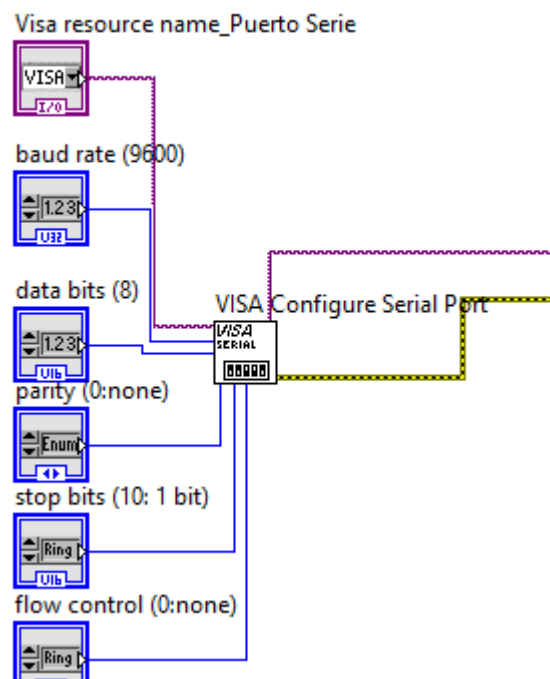 Visa resource name_Puerto Serie
VISA
I/O
baud rate (9600)
1.23
U32
data bits (8)
VISA Configure Serial Port
VISA
SERIAL
1.23
U16
parity (0:none)
Enum
stop bits (10: 1 bit)
Ring
U16
flow control (0:none)
Ring